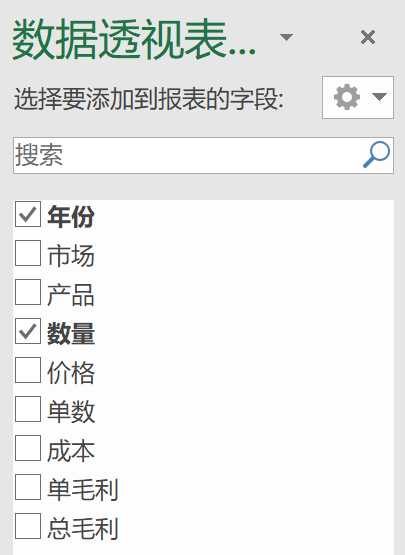 数据透视表...
选择要添加到报表的字段:
搜索
年份
市场
产品
数量
价格
单数
成本
单毛利
总毛利